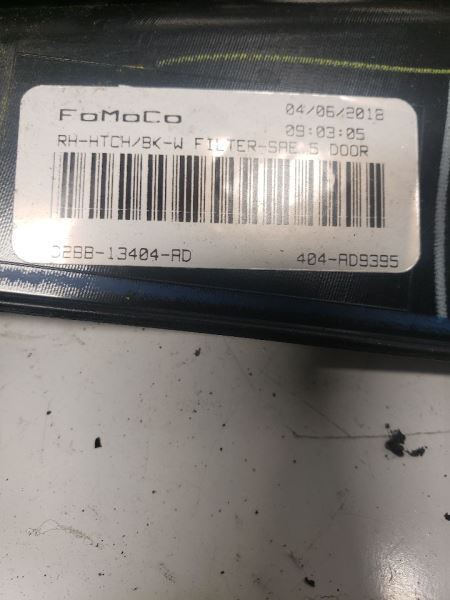 FoMoCo 04/06/2018
09:03:05
RH-HTCH/BK-W FILTER-SAE 5 DOOR
D2BB-13404-AD 404-AD9395